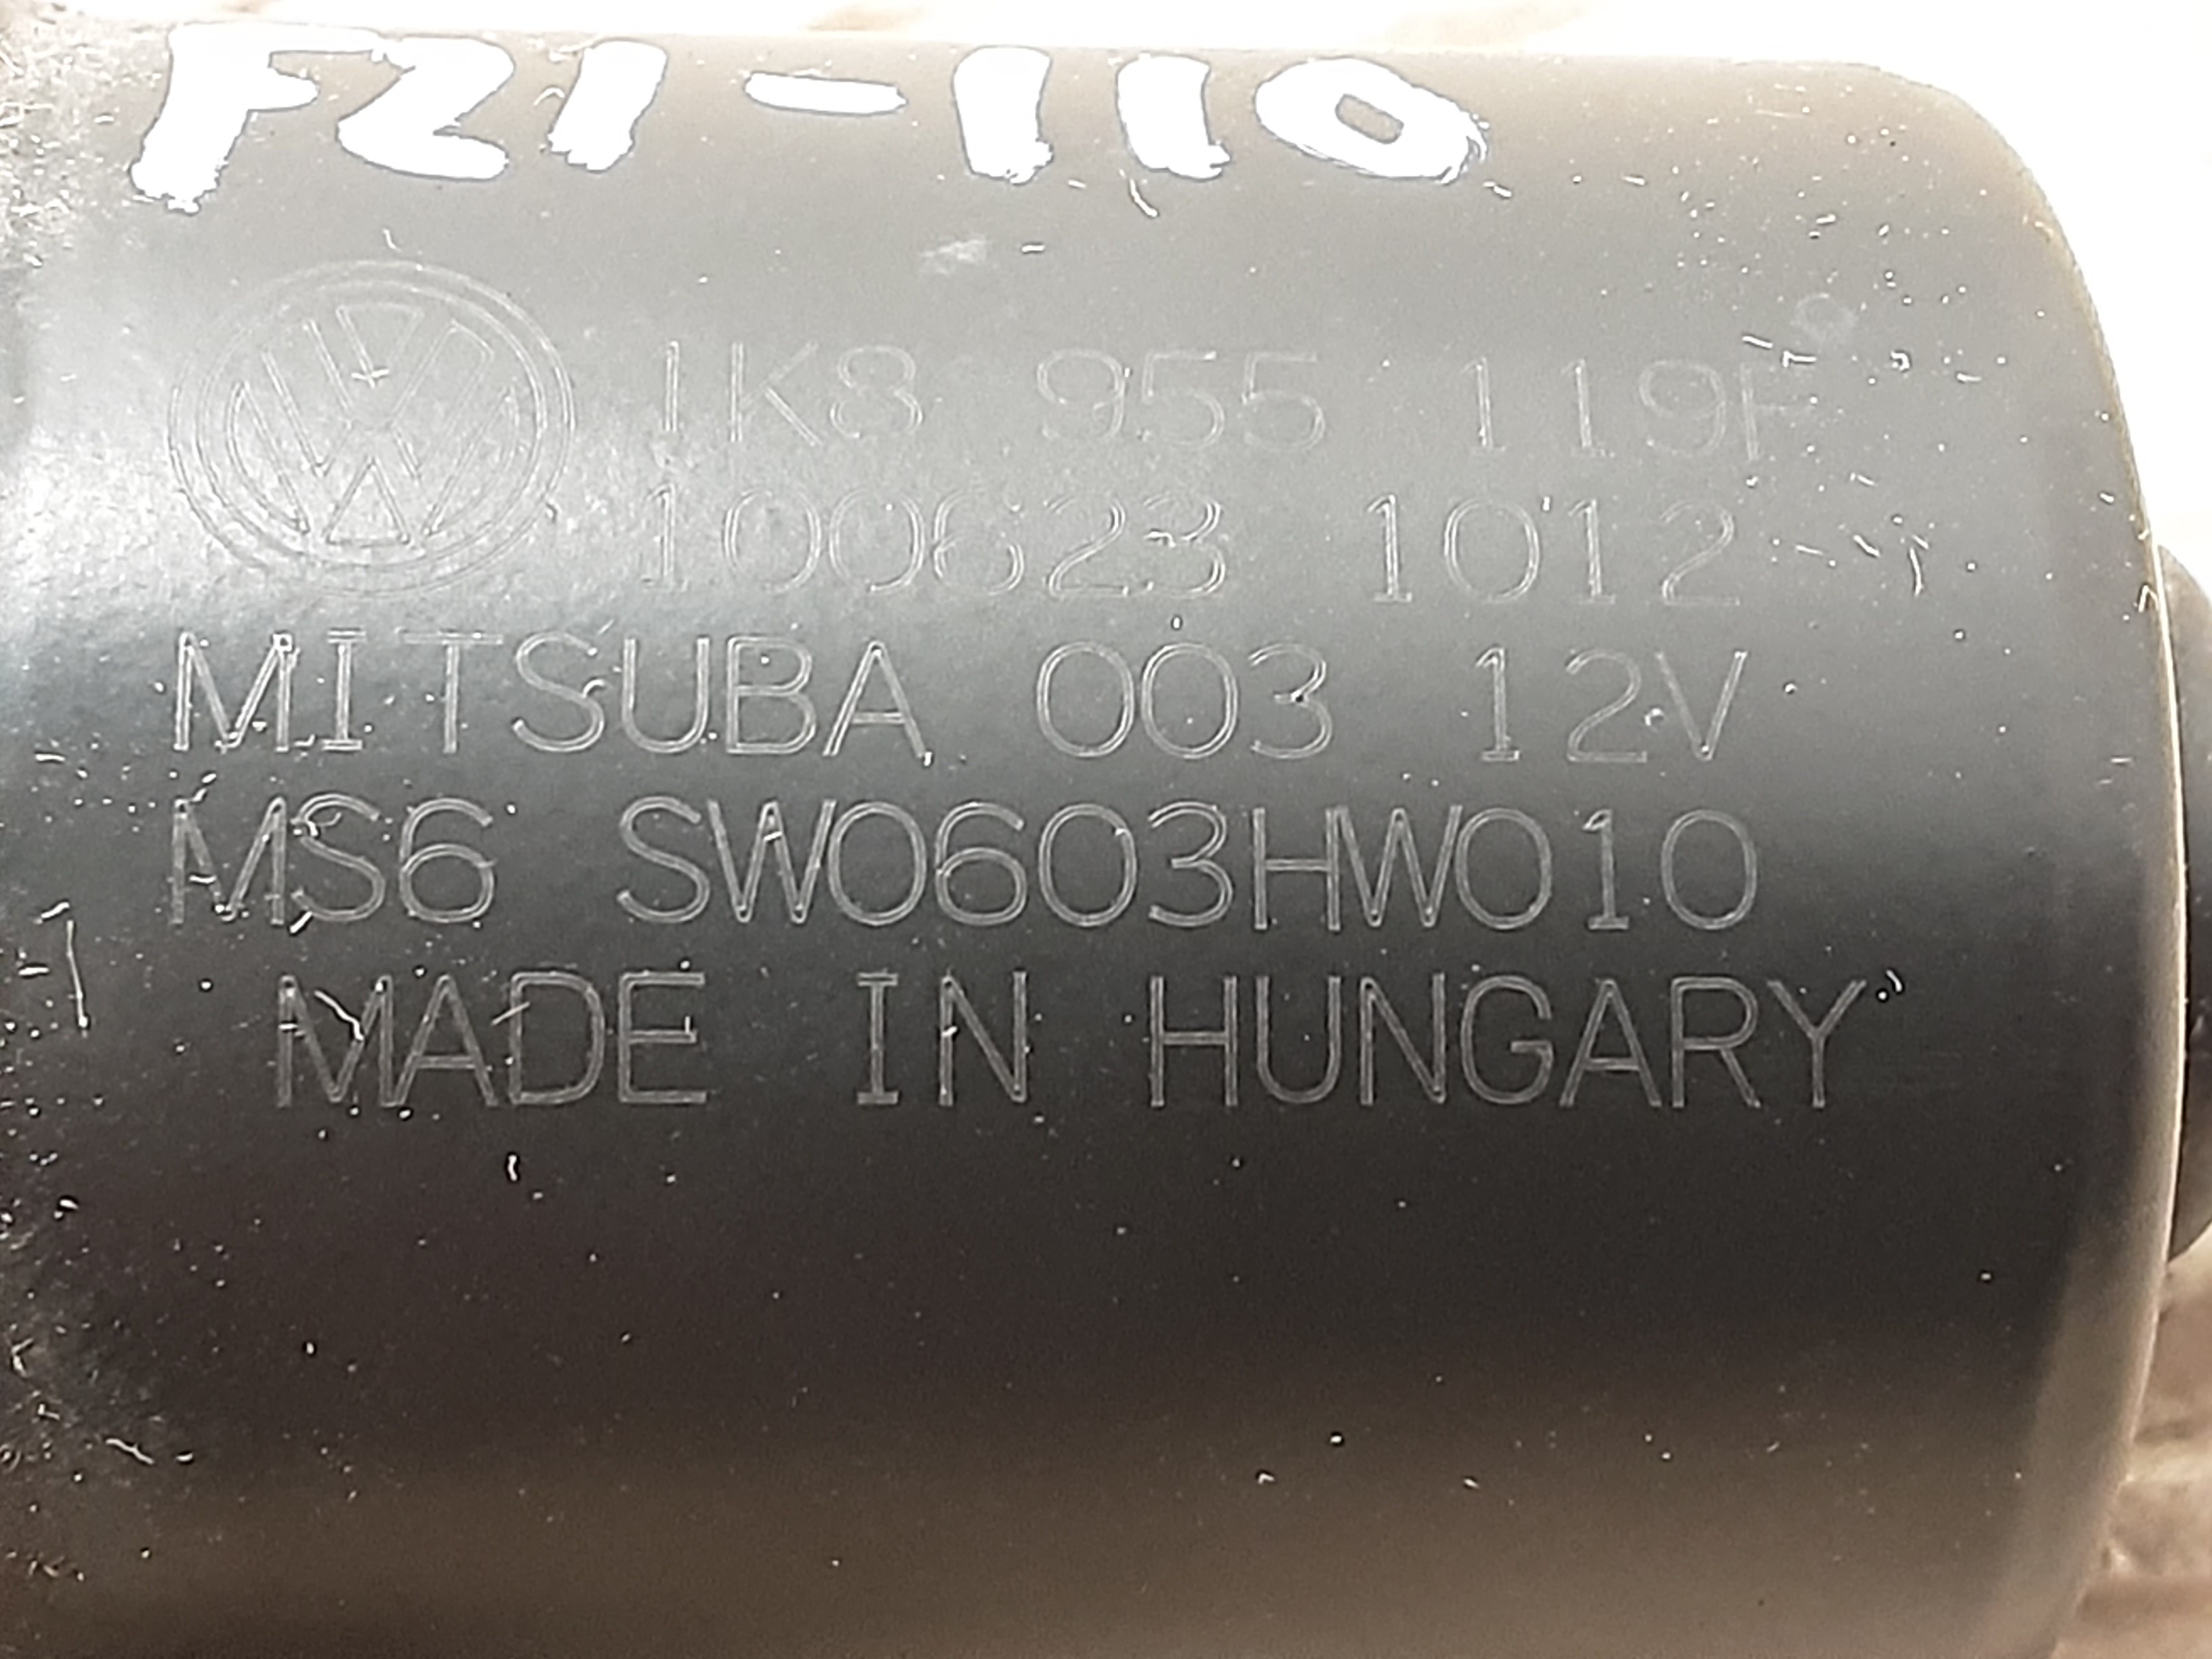 F21-110
1K8 955 119F
100623 1012
MITSUBA 003 12V
MS6 SW0603HW010
MADE IN HUNGARY